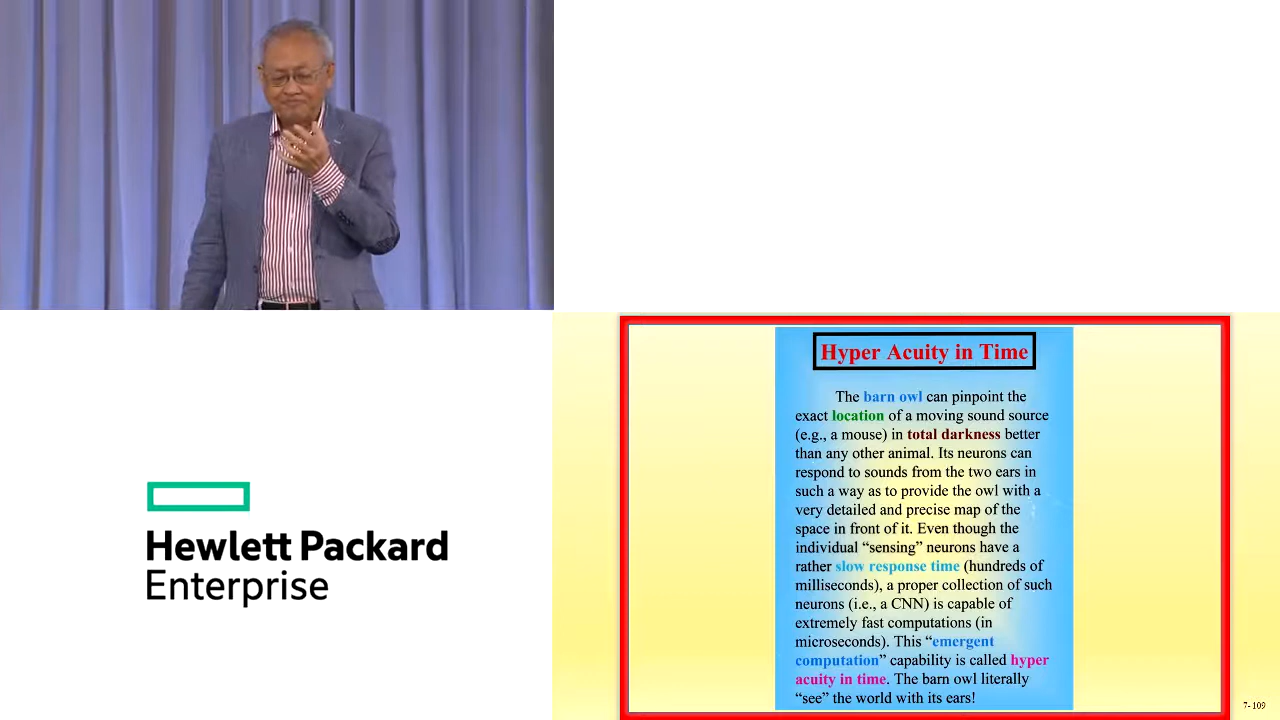 Hewlett Packard
Enterprise
Hyper Acuity in Time
The barn owl can pinpoint the
exact location of a moving sound source
(e.g., a mouse) in total darkness better
than any other animal. Its neurons can
respond to sounds from the two ears in
such a way as to provide the owl with a
very detailed and precise map of the
space in front of it. Even though the
individual “sensing” neurons have a
rather slow response time (hundreds of
milliseconds), a proper collection of such
neurons (i.e., a CNN) is capable of
extremely fast computations (in
microseconds). This “emergent
computation” capability is called hyper
acuity in time. The barn owl literally
“see” the world with its ears!
7-109